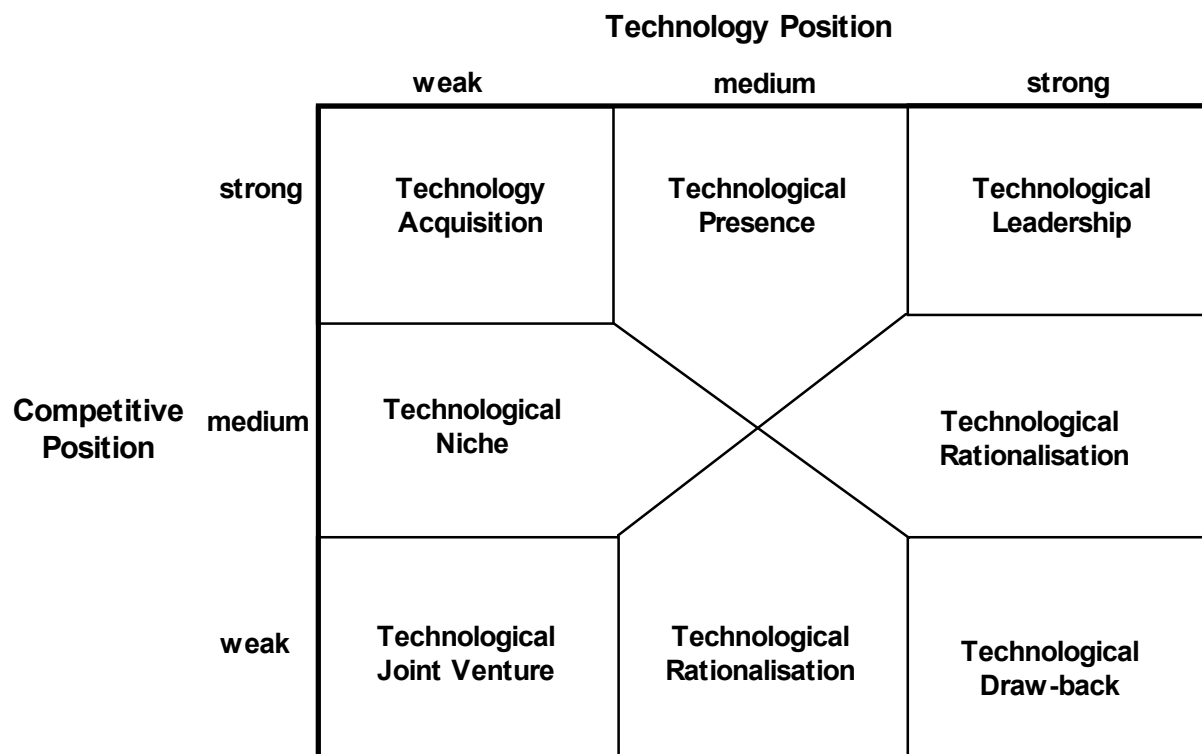 Technology Position
weak medium strong
strong
Technology
Acquisition
Technological
Presence
Technological
Leadership
Competitive
Position
medium
Technological
Niche
Technological
Rationalisation
weak
Technological
Joint Venture
Technological
Rationalisation
Technological
Draw-back